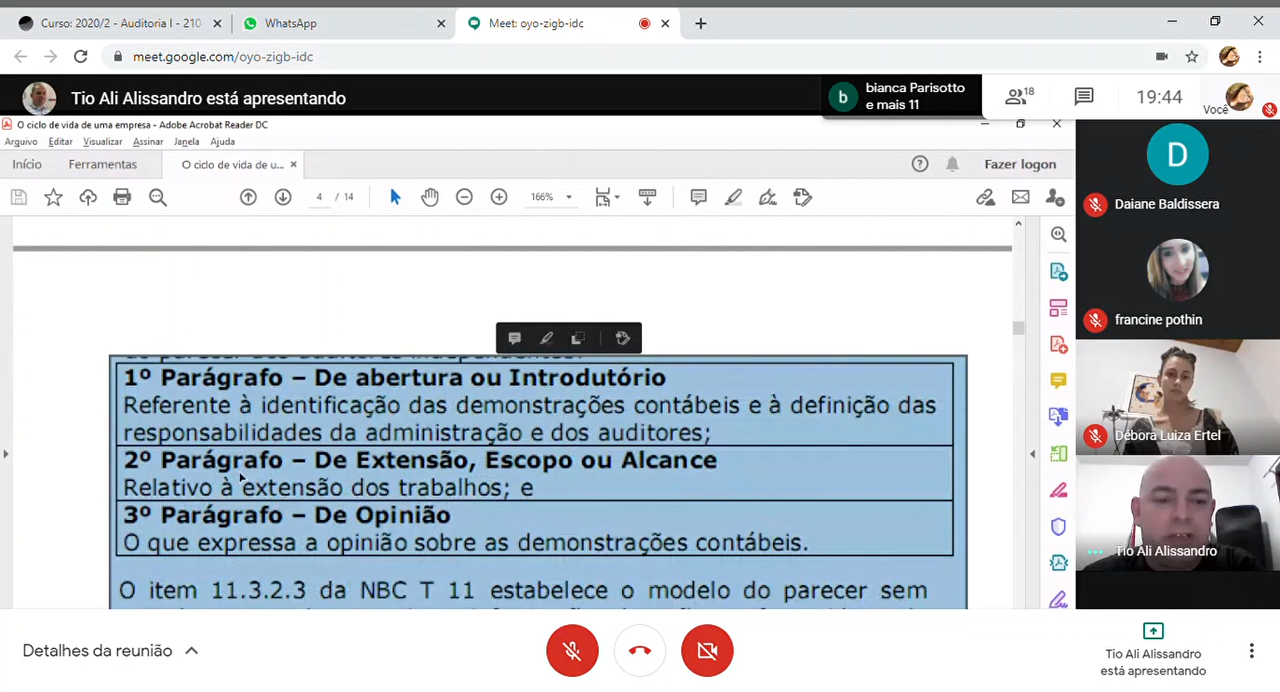 Curso: 2020/2 - Auditoria I - 210
WhatsApp
Meet: oyo-zigb-idc
meet.google.com/oyo-zigb-idc
Tio Ali Alissandro está apresentando
b
bianca Parisotto
e mais 11
18
19:44
Você
O ciclo de vida de uma empresa - Adobe Acrobat Reader DC
Arquivo Editar Visualizar Assinar Janela Ajuda
Início
Ferramentas
O ciclo de vida de u...
Fazer logon
4 / 14
166%
1º Parágrafo – De abertura ou Introdutório
Referente à identificação das demonstrações contábeis e à definição das
responsabilidades da administração e dos auditores;
2º Parágrafo – De Extensão, Escopo ou Alcance
Relativo à extensão dos trabalhos; e
3º Parágrafo – De Opinião
O que expressa a opinião sobre as demonstrações contábeis.
O item 11.3.2.3 da NBC T 11 estabelece o modelo do parecer sem
D
Daiane Baldissera
francine pothin
Débora Luiza Ertel
Tio Ali Alissandro
Detalhes da reunião
Tio Ali Alissandro
está apresentando